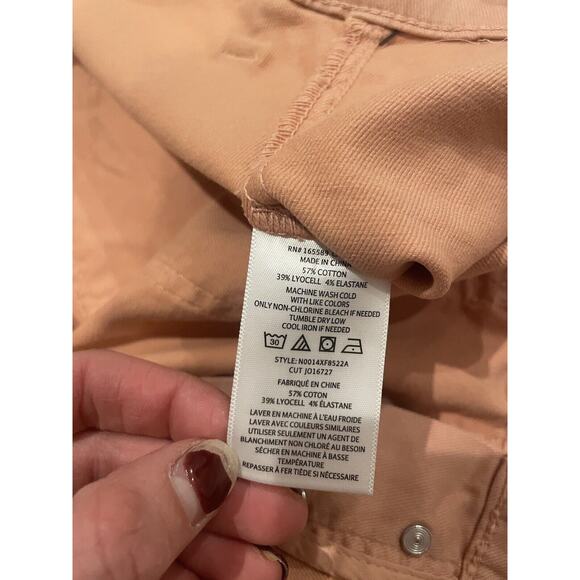 RN# 165589
MADE IN CHINA
57% COTTON
39% LYOCELL 4% ELASTANE
MACHINE WASH COLD
WITH LIKE COLORS
ONLY NON-CHLORINE BLEACH IF NEEDED
TUMBLE DRY LOW
COOL IRON IF NEEDED
30
STYLE: N0014XF8522A
CUT JO16727
FABRIQUÉ EN CHINE
57% COTON
39% LYOCELL 4% ÉLASTANE
LAVER EN MACHINE À L'EAU FROIDE
LAVER AVEC COULEURS SIMILAIRES
UTILISER SEULEMENT UN AGENT DE
BLANCHIMENT NON CHLORÉ AU BESOIN
SÉCHER EN MACHINE À BASSE
TEMPÉRATURE
REPASSER À FER TIÈDE SI NÉCESSAIRE